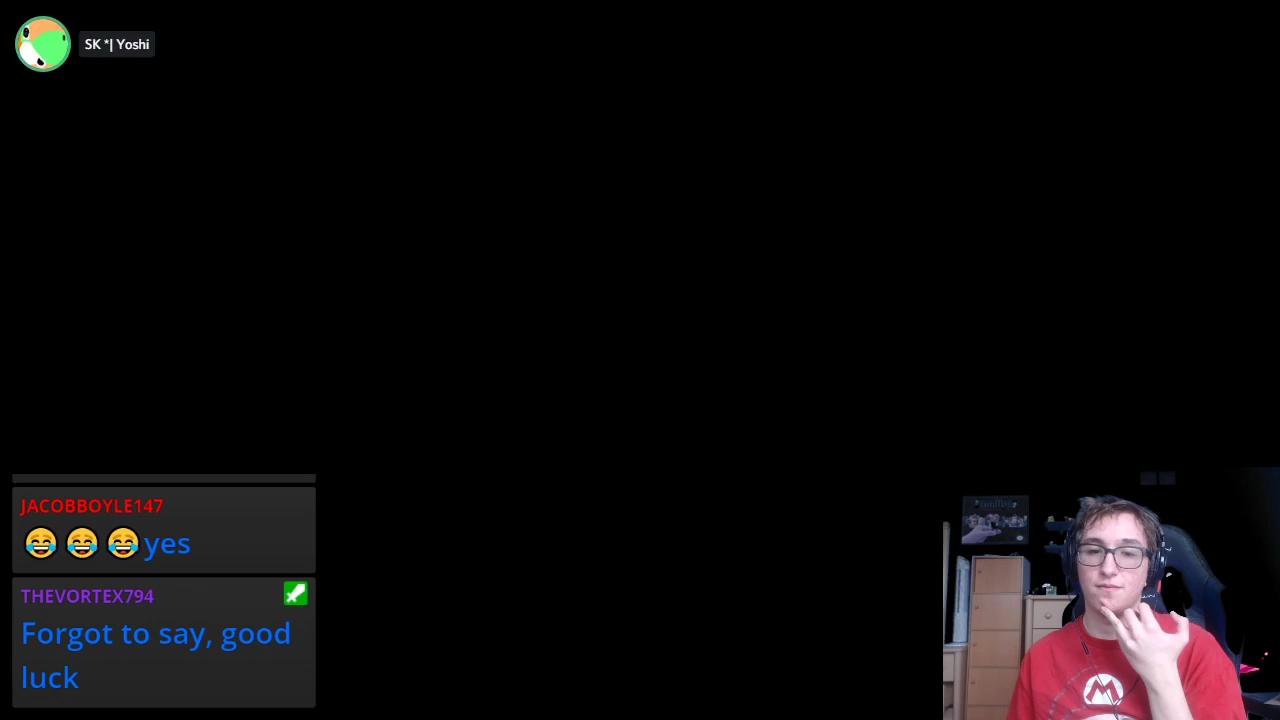 SK *| Yoshi
JACOBBOYLE147
😂😂😂yes
THEVORTEX794
Forgot to say, good
luck
M